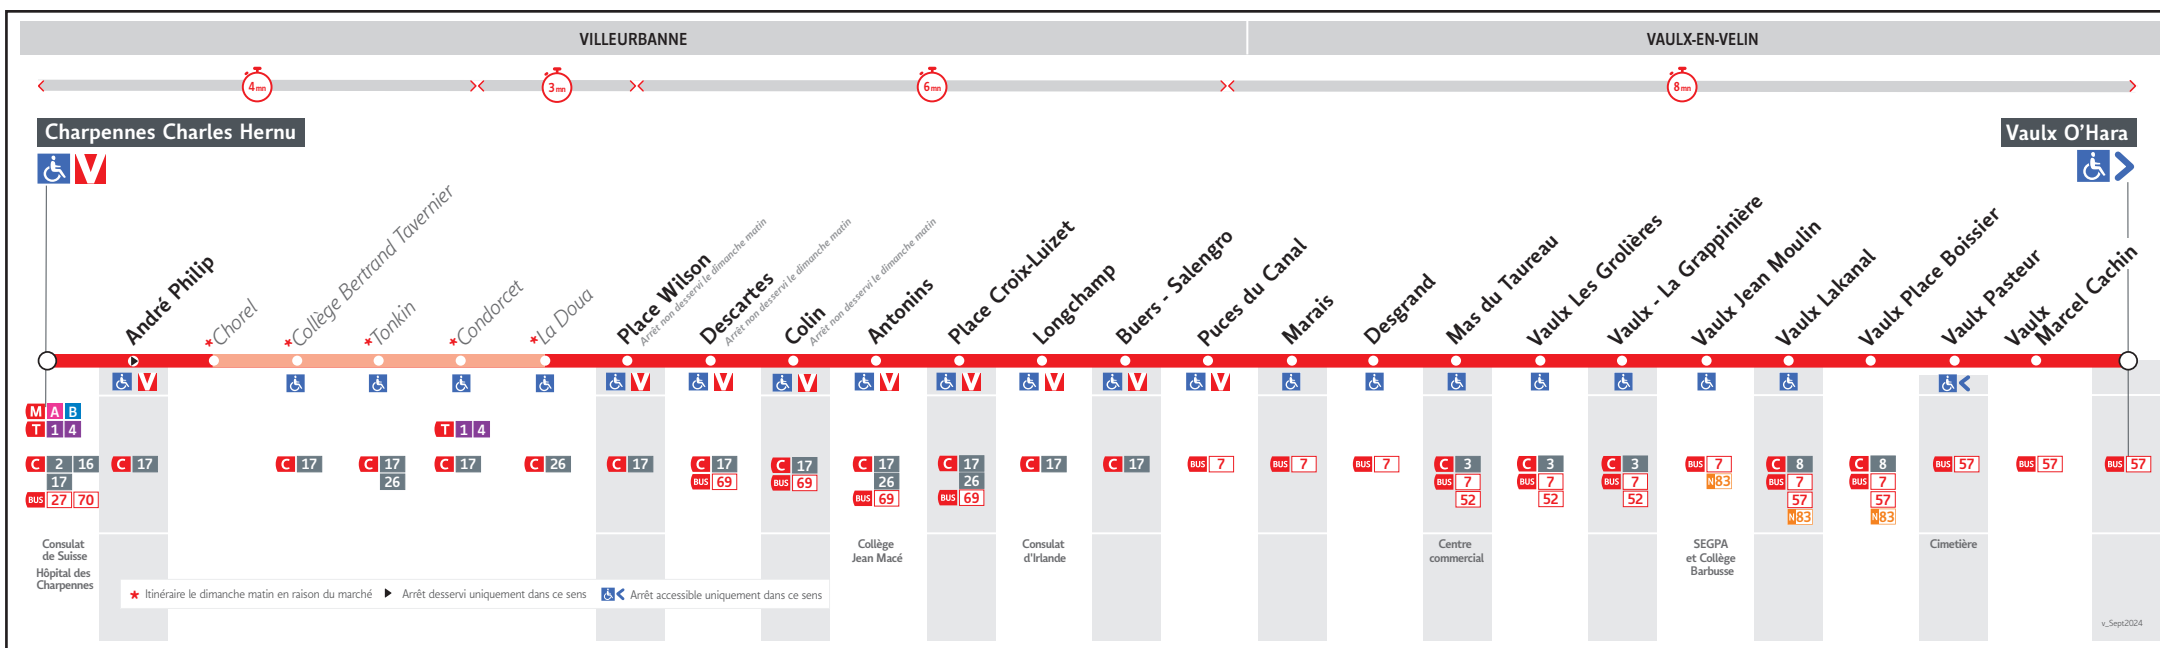 VILLEURBANNE
VAULX-EN-VELIN
4mn
3mn
6mn
8mn
Charpennes Charles Hernu
V
Vaulx O'Hara
André Philip
*Chorel
*Collège Bertrand Tavernier
*Tonkin
*Condorcet
*La Doua
Place Wilson
Arrêt non desservi le dimanche matin
Descartes
Arrêt non desservi le dimanche matin
Colin
Arrêt non desservi le dimanche matin
Antonins
Place Croix-Luizet
Longchamp
Buers - Salengro
Puces du Canal
Marais
Desgrand
Mas du Taureau
Vaulx Les Grolières
Vaulx - La Grappinière
Vaulx Jean Moulin
Vaulx Lakanal
Vaulx Place Boissier
Vaulx Pasteur
Vaulx
Marcel Cachin
V V V V V V V V V
M A B
T 1 4
C 2 16
17
BUS 27 70
C 17
C 17
C 17
26
T 1 4
C 17
C 26
C 17
C 17
BUS 69
C 17
BUS 69
C 17
26
BUS 69
C 17
26
BUS 69
C 17
C 17
BUS 7
BUS 7
BUS 7
C 3
BUS 7
52
C 3
BUS 7
52
C 3
BUS 7
52
BUS 7
N83
C 8
BUS 7
57
N83
C 8
BUS 7
57
N83
BUS 57
BUS 57
BUS 57
Consulat
de Suisse
Hôpital des
Charpennes
Collège
Jean Macé
Consulat
d'Irlande
Centre
commercial
SEGPA
et Collège
Barbusse
Cimetière
* Itinéraire le dimanche matin en raison du marché
Arrêt desservi uniquement dans ce sens
Arrêt accessible uniquement dans ce sens
v_Sept2024